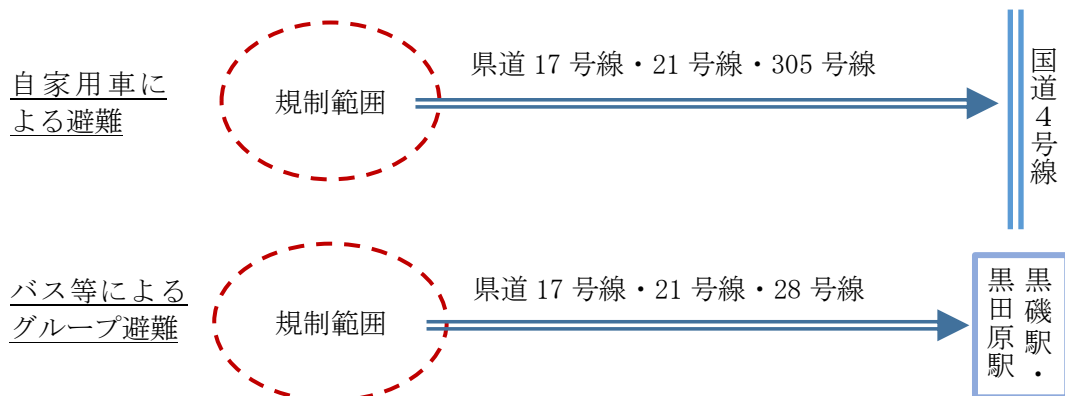 自家用車に
よる避難
規制範囲
県道 17 号線・21 号線・305 号線
国道４号線
バス等による
グループ避難
規制範囲
県道 17 号線・21 号線・28 号線
黒磯駅・
黒田原駅